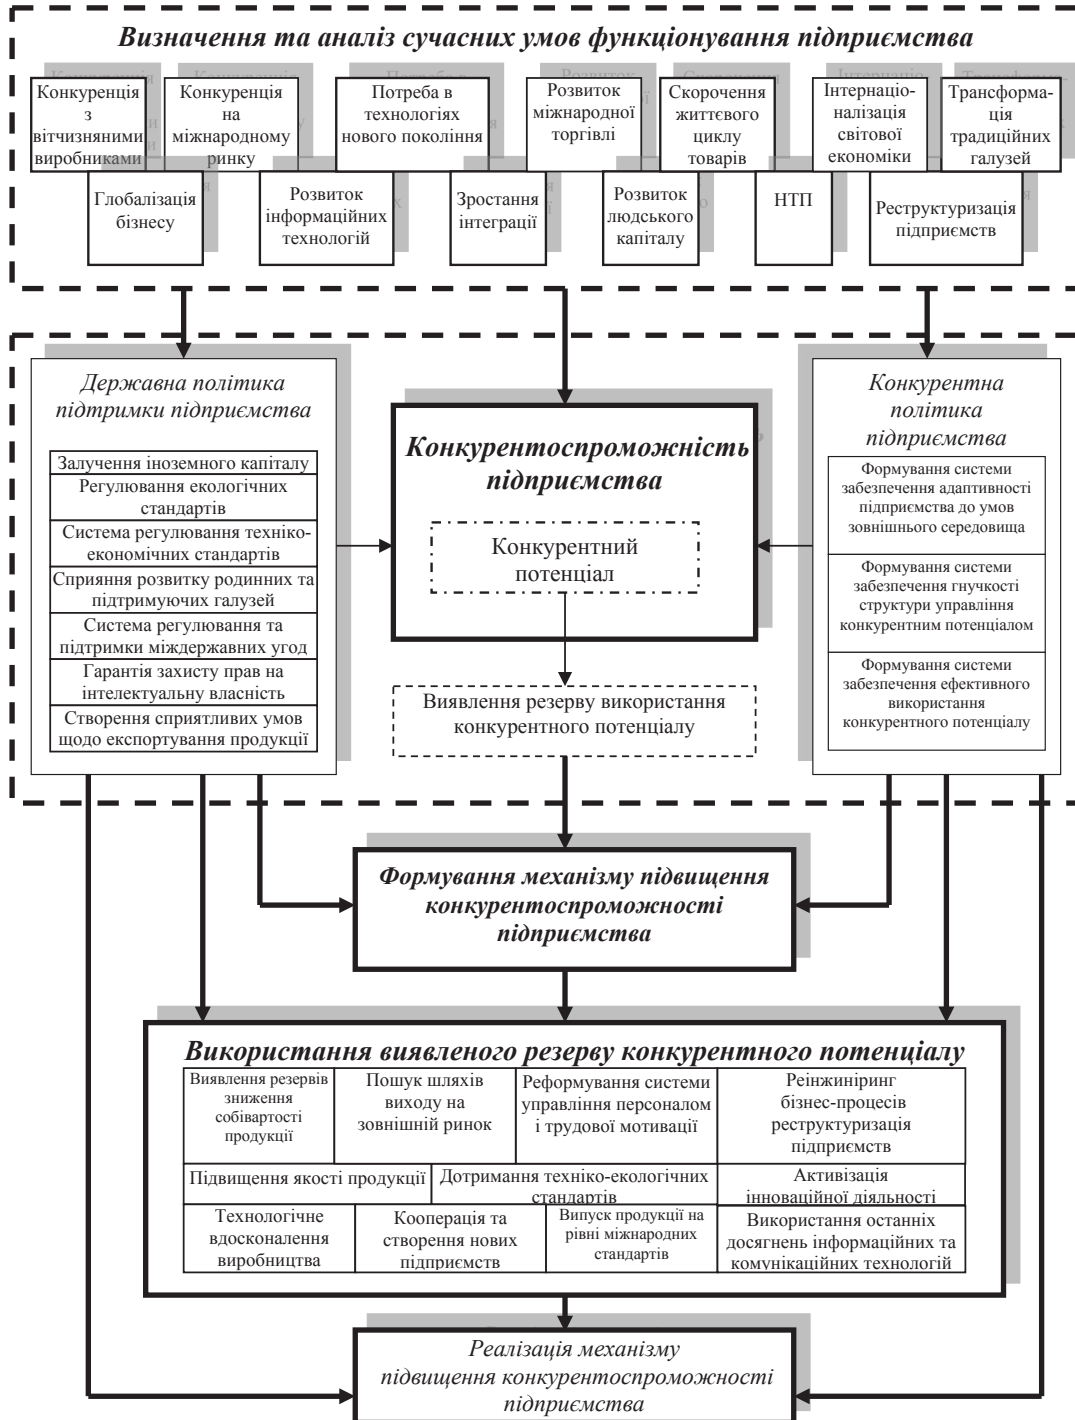 Визначення та аналіз сучасних умов функціонування підприємства
Конкуренція
з
вітчизняними
виробниками
Конкуренція
на
міжнародному
ринку
Потреба в
технологіях
нового покоління
Розвиток
міжнародної
торгівлі
Скорочення
життєвого
циклу
товарів
Інтернаціо-
налізація
світової
економіки
Трансформа-
ція
традиційних
галузей
Глобалізація
бізнесу
Розвиток
інформаційних
технологій
Зростання
інтеграції
Розвиток
людського
капіталу
НТП
Реструктуризація
підприємств
Державна політика
підтримки підприємства
Залучення іноземного капіталу
Регулювання екологічних
стандартів
Система регулювання техніко-
економічних стандартів
Сприяння розвитку родинних та
підтримуючих галузей
Система регулювання та
підтримки міждержавних угод
Гарантія захисту прав на
інтелектуальну власність
Створення сприятливих умов
щодо експортування продукції
Конкурентоспроможність
підприємства
Конкурентний
потенціал
Виявлення резерву використання
конкурентного потенціалу
Конкурентна
політика
підприємства
Формування системи
забезпечення адаптивності
підприємства до умов
зовнішнього середовища
Формування системи
забезпечення гнучкості
структури управління
конкурентним потенціалом
Формування системи
забезпечення ефективного
використання
конкурентного потенціалу
Формування механізму підвищення
конкурентоспроможності
підприємства
Використання виявленого резерву конкурентного потенціалу
Виявлення резервів
зниження
собівартості
продукції
Пошук шляхів
виходу на
зовнішній ринок
Реформування системи
управління персоналом
і трудової мотивації
Реінжиніринг
бізнес-процесів
реструктуризація
підприємств
Підвищення якості продукції
Дотримання техніко-екологічних
стандартів
Активізація
інноваційної діяльності
Технологічне
вдосконалення
виробництва
Кооперація та
створення нових
підприємств
Випуск продукції на
рівні міжнародних
стандартів
Використання останніх
досягнень інформаційних та
комунікаційних технологій
Реалізація механізму
підвищення конкурентоспроможності
підприємства